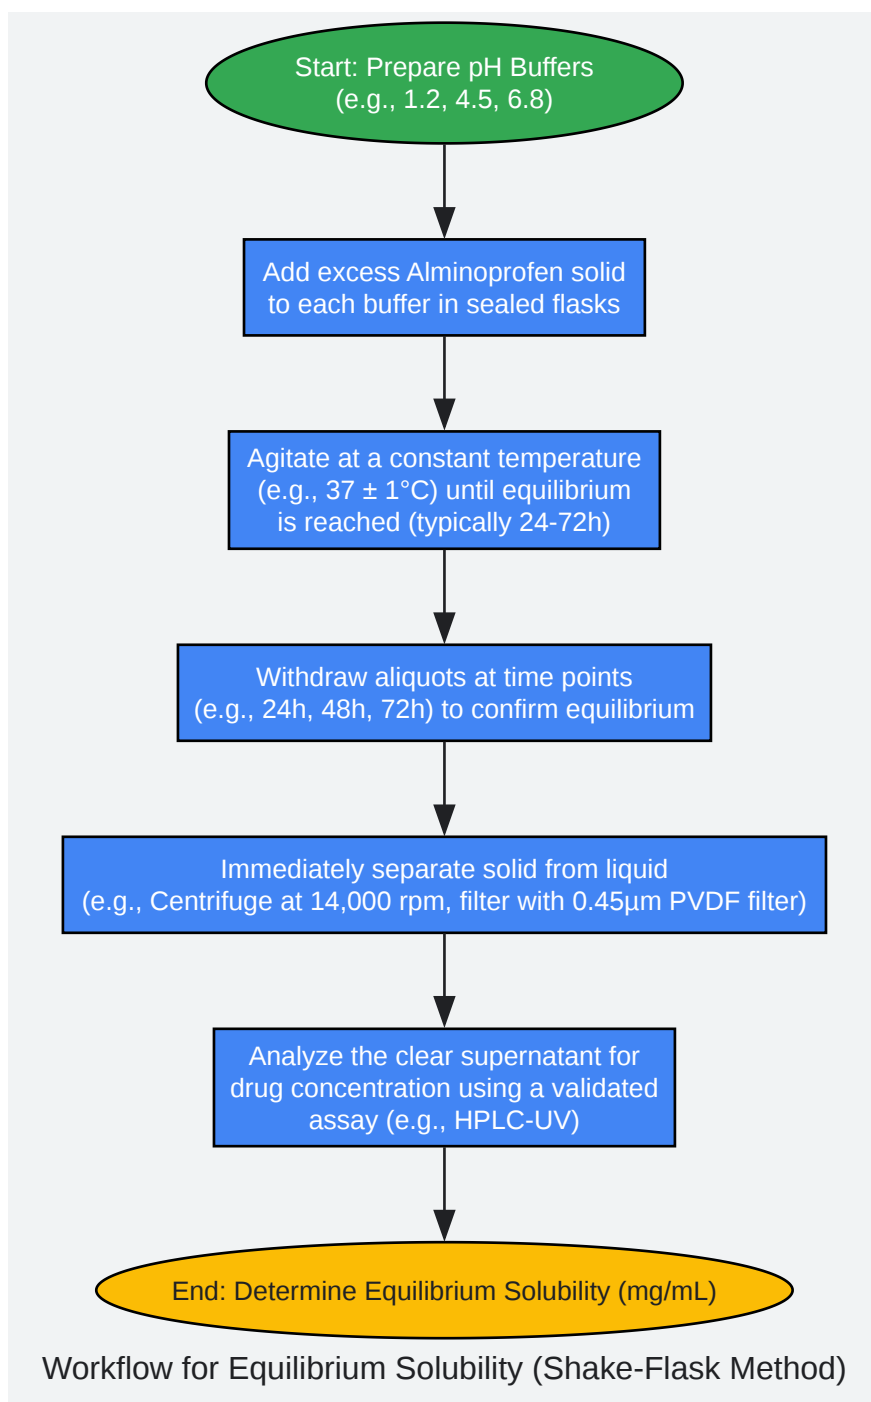 Start: Prepare pH Buffers
(e.g., 1.2, 4.5, 6.8)
Add excess Alminoprofen solid
to each buffer in sealed flasks
Agitate at a constant temperature
(e.g., 37 ± 1°C) until equilibrium
is reached (typically 24-72h)
Withdraw aliquots at time points
(e.g., 24h, 48h, 72h) to confirm equilibrium
Immediately separate solid from liquid
(e.g., Centrifuge at 14,000 rpm, filter with 0.45µm PVDF filter)
Analyze the clear supernatant for
drug concentration using a validated
assay (e.g., HPLC-UV)
End: Determine Equilibrium Solubility (mg/mL)
Workflow for Equilibrium Solubility (Shake-Flask Method)